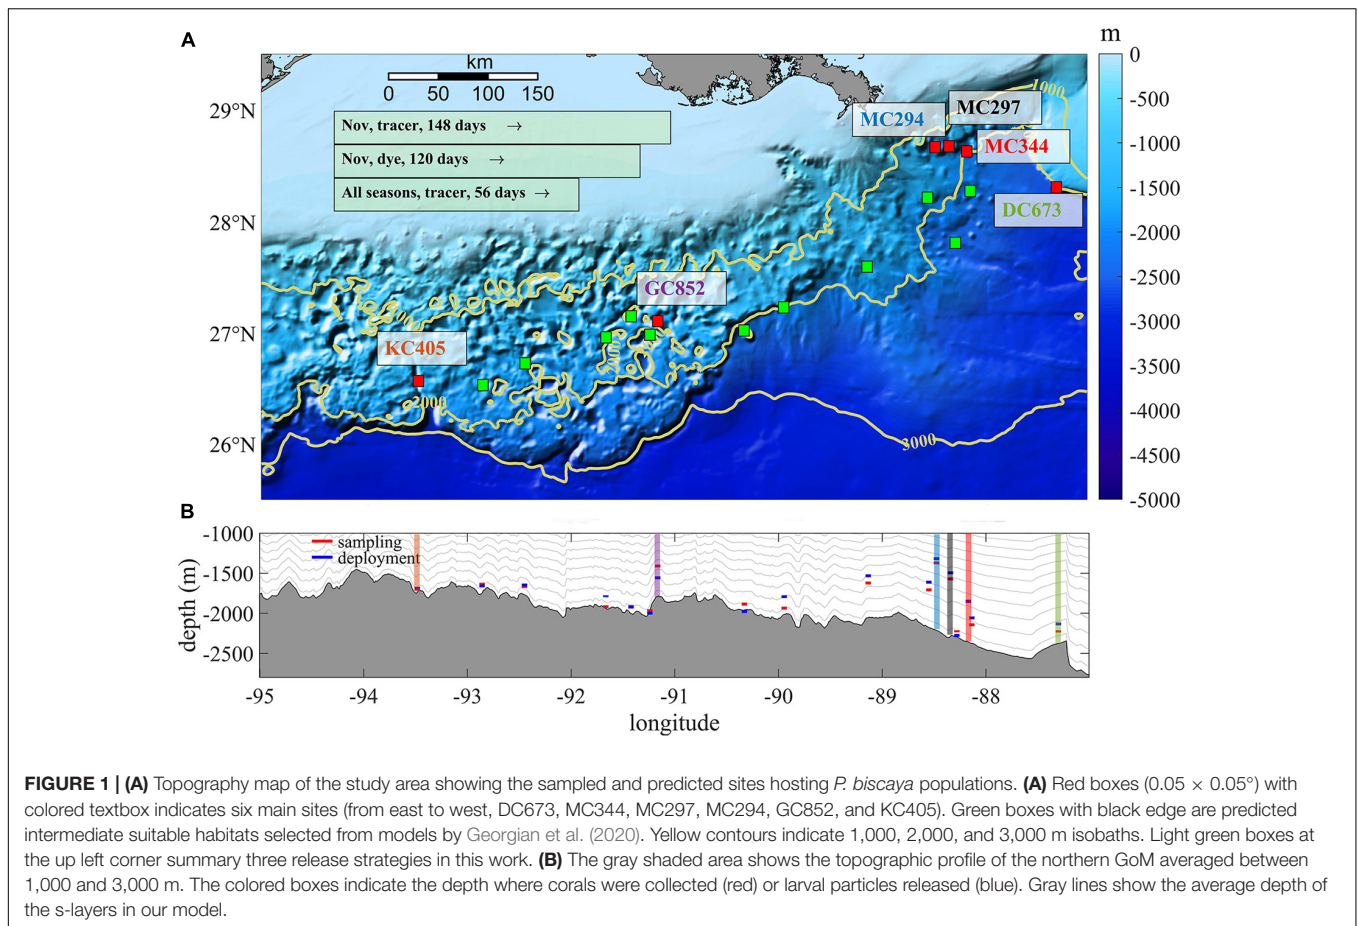 A
km
0 50 100 150
Nov, tracer, 148 days →
Nov, dye, 120 days →
All seasons, tracer, 56 days →
29°N
28°N
27°N
26°N
MC294
MC297
MC344
DC673
GC852
KC405
1000
2000
3000
m
0
-500
-1000
-1500
-2000
-2500
-3000
-3500
-4000
-4500
-5000
B
sampling
deployment
depth (m)
-1000
-1500
-2000
-2500
-95 -94 -93 -92 -91 -90 -89 -88
longitude
FIGURE 1 | (A) Topography map of the study area showing the sampled and predicted sites hosting P. biscaya populations. (A) Red boxes (0.05 × 0.05°) with
colored textbox indicates six main sites (from east to west, DC673, MC344, MC297, MC294, GC852, and KC405). Green boxes with black edge are predicted
intermediate suitable habitats selected from models by Georgian et al. (2020). Yellow contours indicate 1,000, 2,000, and 3,000 m isobaths. Light green boxes at
the up left corner summary three release strategies in this work. (B) The gray shaded area shows the topographic profile of the northern GoM averaged between
1,000 and 3,000 m. The colored boxes indicate the depth where corals were collected (red) or larval particles released (blue). Gray lines show the average depth of
the s-layers in our model.